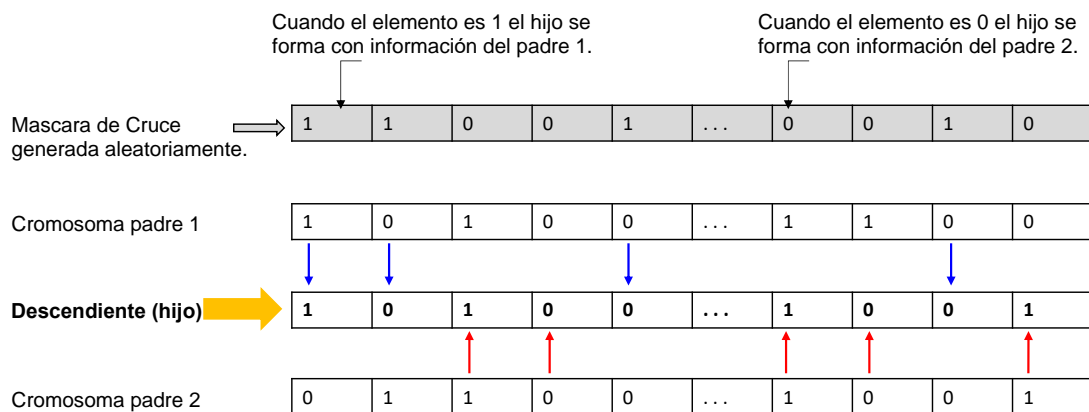 Cuando el elemento es 1 el hijo se
forma con información del padre 1.
Cuando el elemento es 0 el hijo se
forma con información del padre 2.
Mascara de Cruce
generada aleatoriamente.
1 1 0 0 1 . . . 0 0 1 0
Cromosoma padre 1
1 0 1 0 0 . . . 1 1 0 0
Descendiente (hijo)
1 0 1 0 0 . . . 1 0 0 1
Cromosoma padre 2
0 1 1 0 0 . . . 1 0 0 1